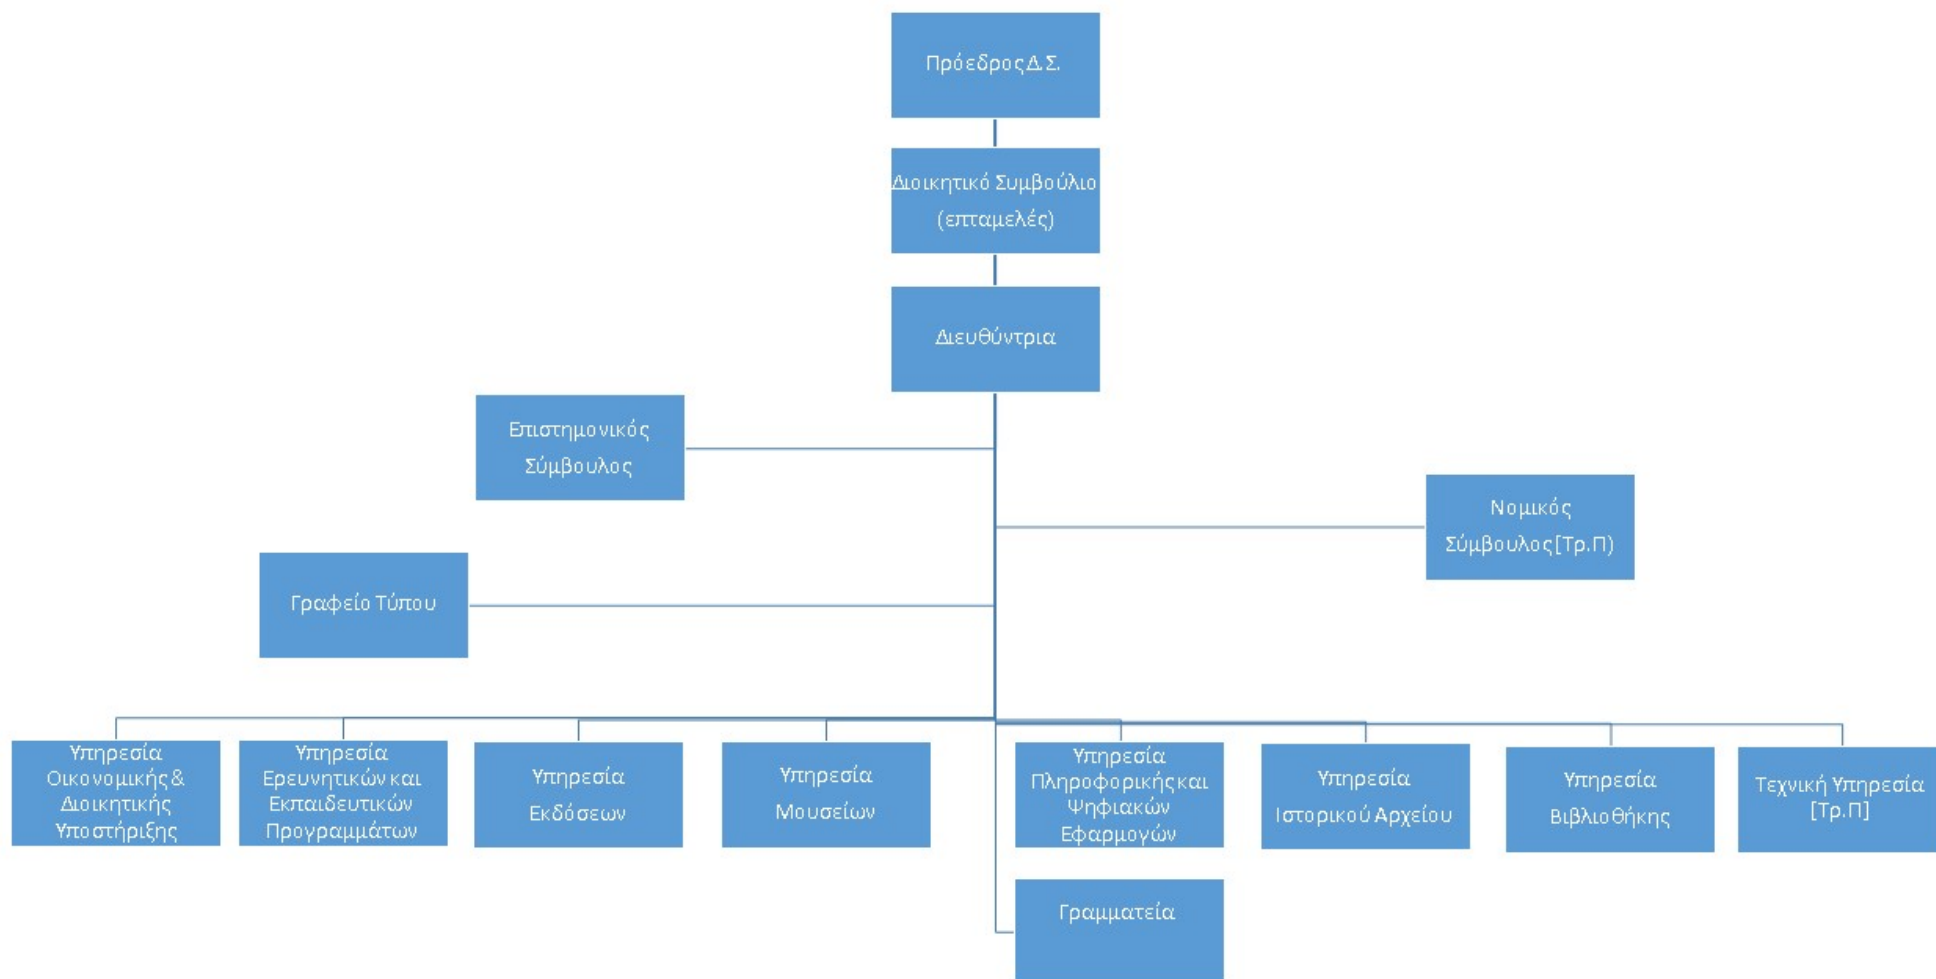 Πρόεδρος Δ.Σ.
Διοικητικό Συμβούλιο
(επταμελές)
Διευθύντρια
Επιστημονικός
Σύμβουλος
Νομικός
Σύμβουλος [Τρ.Π)
Γραφείο Τύπου
Υπηρεσία
Οικονομικής &
Διοικητικής
Υποστήριξης
Υπηρεσία
Ερευνητικών και
Εκπαιδευτικών
Προγραμμάτων
Υπηρεσία
Εκδόσεων
Υπηρεσία
Μουσείων
Υπηρεσία
Πληροφορικής και
Ψηφιακών
Εφαρμογών
Υπηρεσία
Ιστορικού Αρχείου
Υπηρεσία
Βιβλιοθήκης
Τεχνική Υπηρεσία
[Τρ.Π]
Γραμματεία